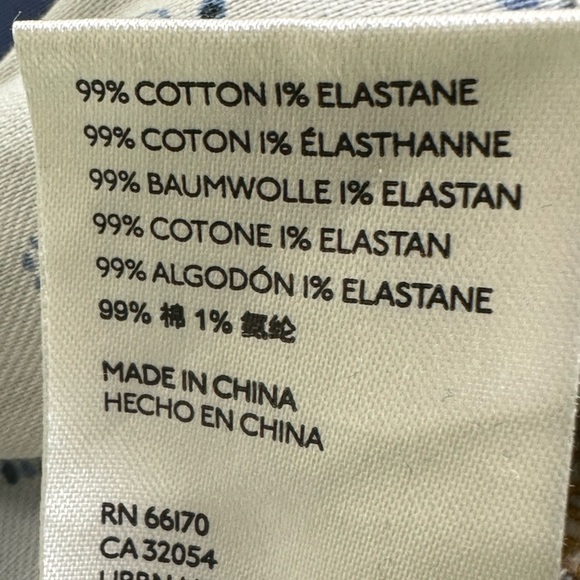 99% COTTON 1% ELASTANE
99% COTON 1% ÉLASTHANNE
99% BAUMWOLLE 1% ELASTAN
99% COTONE 1% ELASTAN
99% ALGODÓN 1% ELASTANE
99% 棉 1% 氨纶
MADE IN CHINA
HECHO EN CHINA
RN 66170
CA 32054